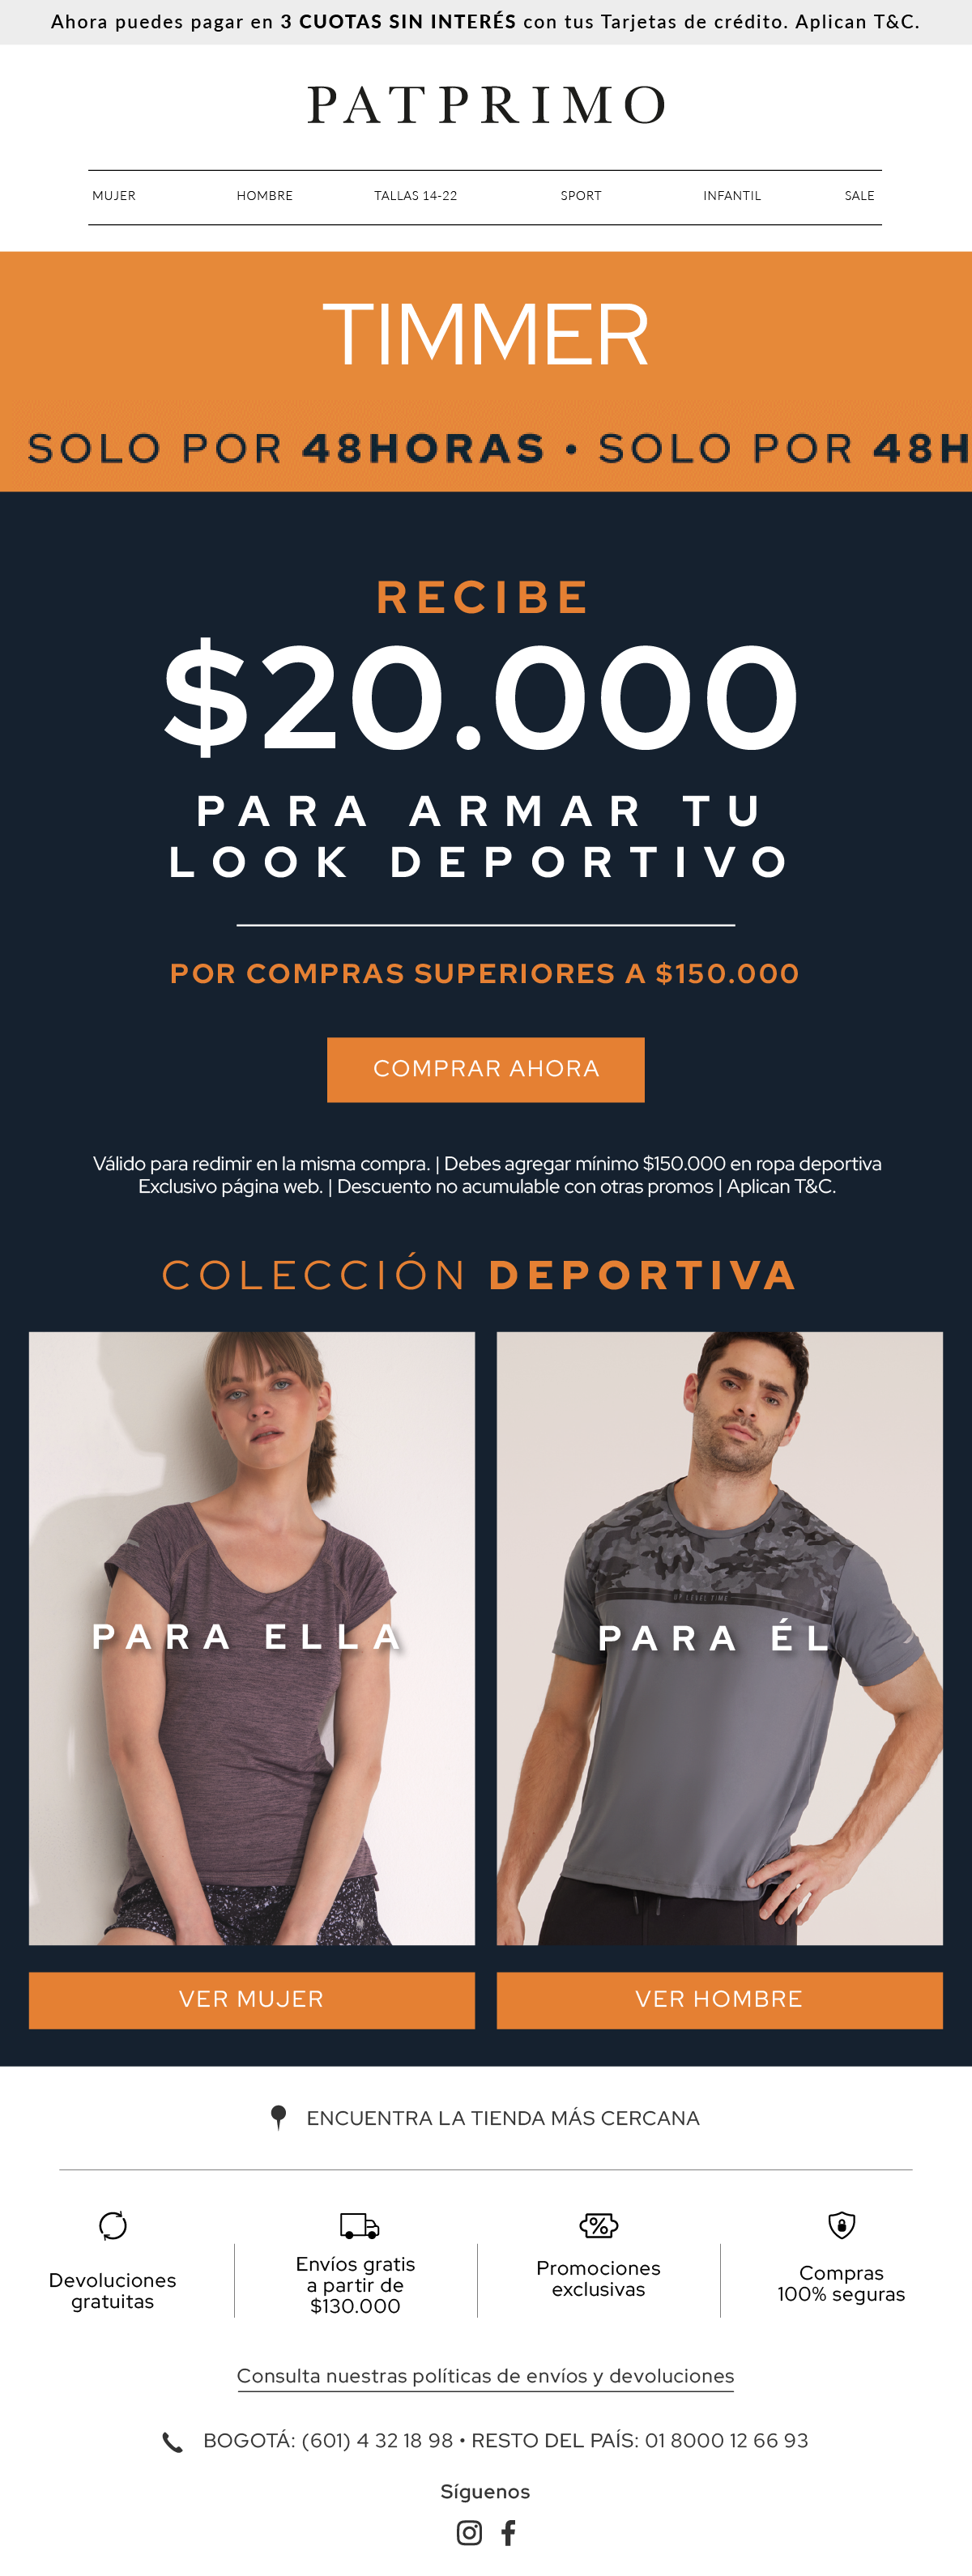 Ahora puedes pagar en 3 CUOTAS SIN INTERÉS con tus Tarjetas de crédito. Aplican T&C.
PATPRIMO
MUJER HOMBRE TALLAS 14-22 SPORT INFANTIL SALE
TIMMER
SOLO POR 48HORAS • SOLO POR 48H
RECIBE
$20.000
PARA ARMAR TU
LOOK DEPORTIVO
POR COMPRAS SUPERIORES A $150.000
COMPRAR AHORA
Válido para redimir en la misma compra. | Debes agregar mínimo $150.000 en ropa deportiva
Exclusivo página web. | Descuento no acumulable con otras promos | Aplican T&C.
COLECCIÓN DEPORTIVA
UP LEVEL TIME
PARA ELLA
PARA ÉL
VER MUJER
VER HOMBRE
ENCUENTRA LA TIENDA MÁS CERCANA
Devoluciones
gratuitas
Envíos gratis
a partir de
$130.000
Promociones
exclusivas
Compras
100% seguras
Consulta nuestras políticas de envíos y devoluciones
BOGOTÁ: (601) 4 32 18 98 • RESTO DEL PAÍS: 01 8000 12 66 93
Síguenos